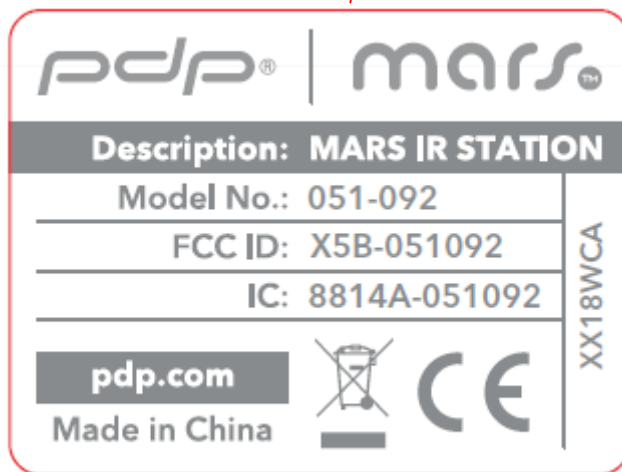 pdp® | mars™
Description: MARS IR STATION
Model No.: 051-092
FCC ID: X5B-051092
IC: 8814A-051092
XX18WCA
pdp.com
Made in China
CE